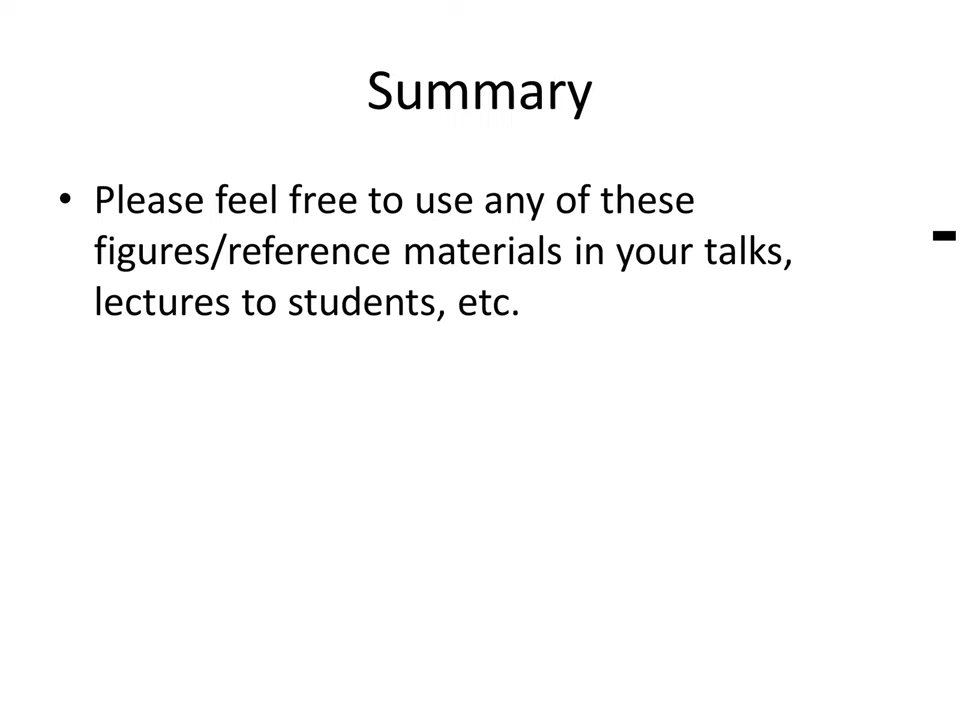 Summary
• Please feel free to use any of these
figures/reference materials in your talks,
lectures to students, etc.
-